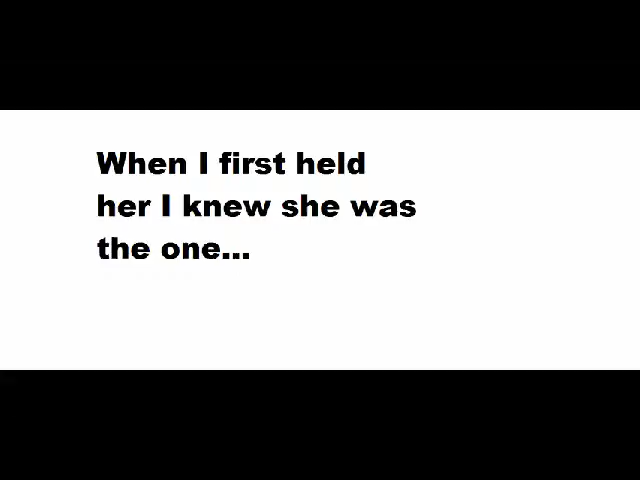 When I first held
her I knew she was
the one...